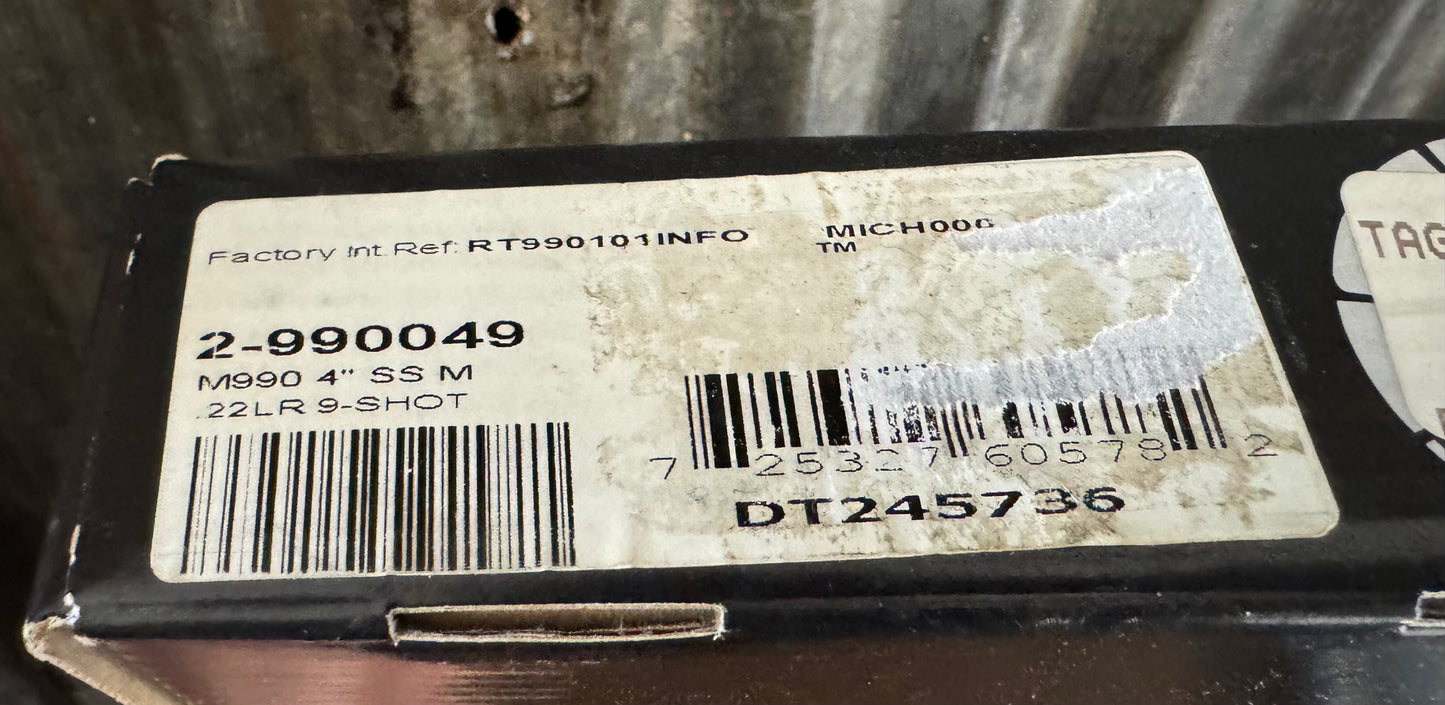 Factory Int Ref: RT990101INFO
MICH006
TM
2-990049
M990 4" SS M
.22LR 9-SHOT
7 25327 60578 2
DT245736
TAG